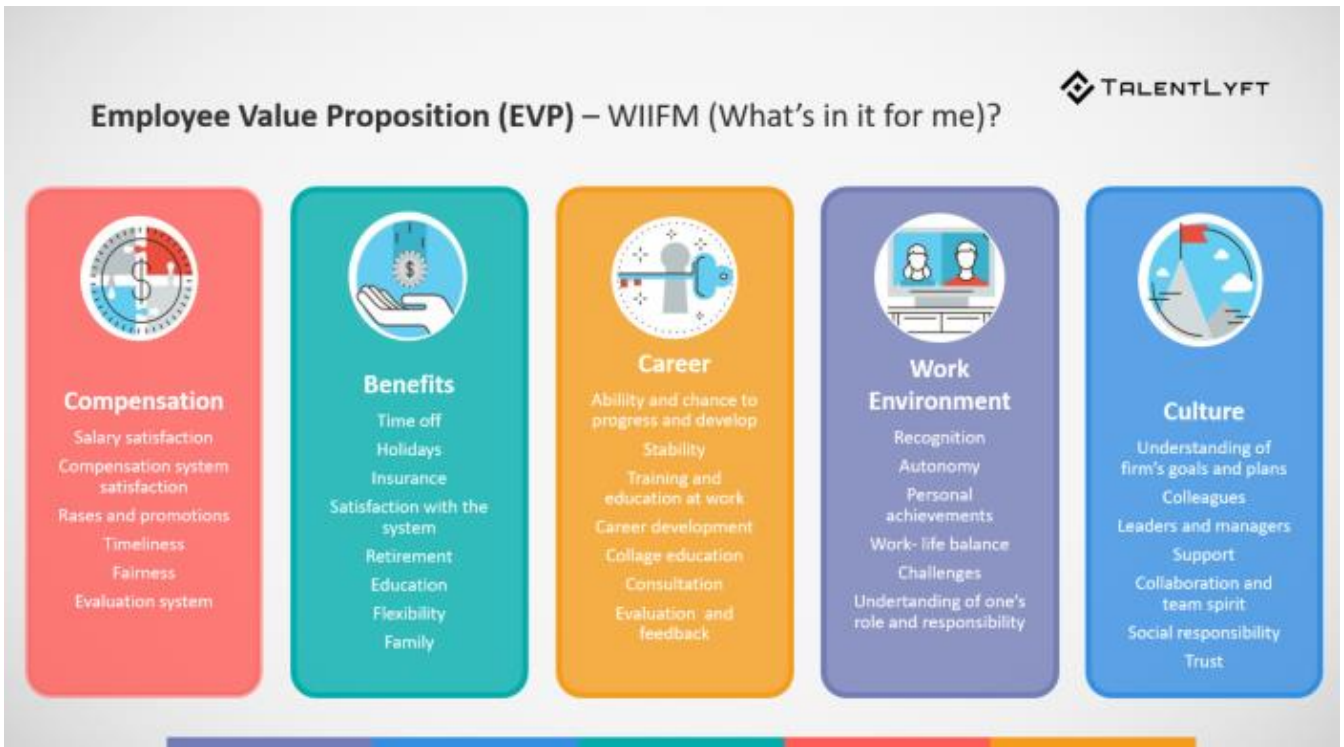 TALENTLYFT
Employee Value Proposition (EVP) – WIIFM (What's in it for me)?
Compensation
Salary satisfaction
Compensation system
satisfaction
Rases and promotions
Timeliness
Fairness
Evaluation system
Benefits
Time off
Holidays
Insurance
Satisfaction with the
system
Retirement
Education
Flexibility
Family
Career
Ability and chance to
progress and develop
Stability
Training and
education at work
Career development
Collage education
Consultation
Evaluation and
feedback
Work
Environment
Recognition
Autonomy
Personal
achievements
Work- life balance
Challenges
Undertanding of one's
role and responsibility
Culture
Understanding of
firm's goals and plans
Colleagues
Leaders and managers
Support
Collaboration and
team spirit
Social responsibility
Trust